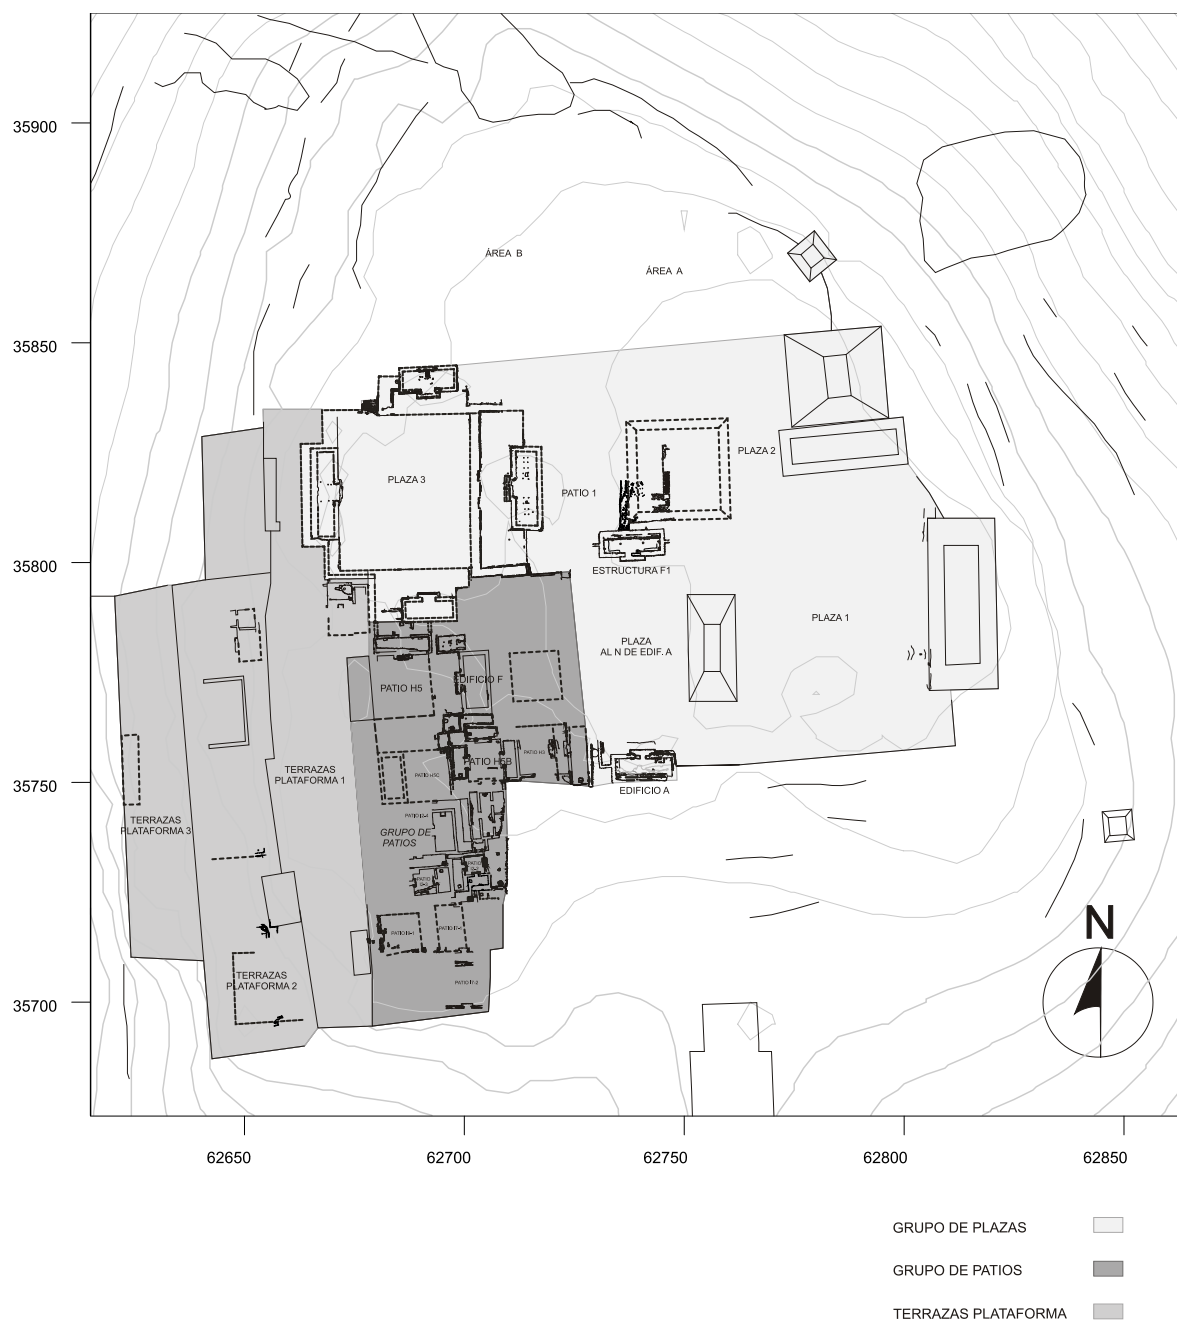 35900
ÁREA B
ÁREA A
35850
PLAZA 2
PLAZA 3
PATIO 1
35800
ESTRUCTURA F1
PLAZA 1
PLAZA
AL N DE EDIF. A
EDIFICIO F
PATIO H5
PATIO H3
PATIO H5B
TERRAZAS
PLATAFORMA 1
35750
EDIFICIO A
TERRAZAS
PLATAFORMA 3
GRUPO DE
PATIOS
N
TERRAZAS
PLATAFORMA 2
35700
62650
62700
62750
62800
62850
GRUPO DE PLAZAS
GRUPO DE PATIOS
TERRAZAS PLATAFORMA